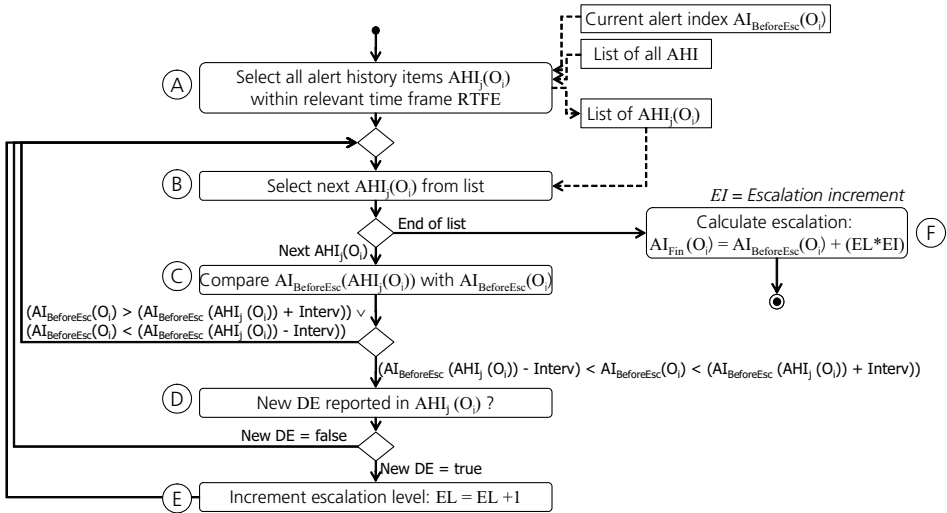 Current alert index AI_BeforeEsc(O_i)
List of all AHI
A
Select all alert history items AHI_j(O_i)
within relevant time frame RTFE
List of AHI_j(O_i)
B
Select next AHI_j(O_i) from list
EI = Escalation increment
End of list
Calculate escalation:
AI_Fin (O_i) = AI_BeforeEsc(O_i) + (EL*EI)
F
Next AHI_j(O_i)
C
Compare AI_BeforeEsc(AHI_j(O_i)) with AI_BeforeEsc(O_i)
(AI_BeforeEsc(O_i) > (AI_BeforeEsc (AHI_j (O_i)) + Interv)) ∨
(AI_BeforeEsc(O_i) < (AI_BeforeEsc (AHI_j (O_i)) - Interv))
(AI_BeforeEsc (AHI_j (O_i)) - Interv) < AI_BeforeEsc(O_i) < (AI_BeforeEsc (AHI_j (O_i)) + Interv))
D
New DE reported in AHI_j (O_i) ?
New DE = false
New DE = true
E
Increment escalation level: EL = EL +1